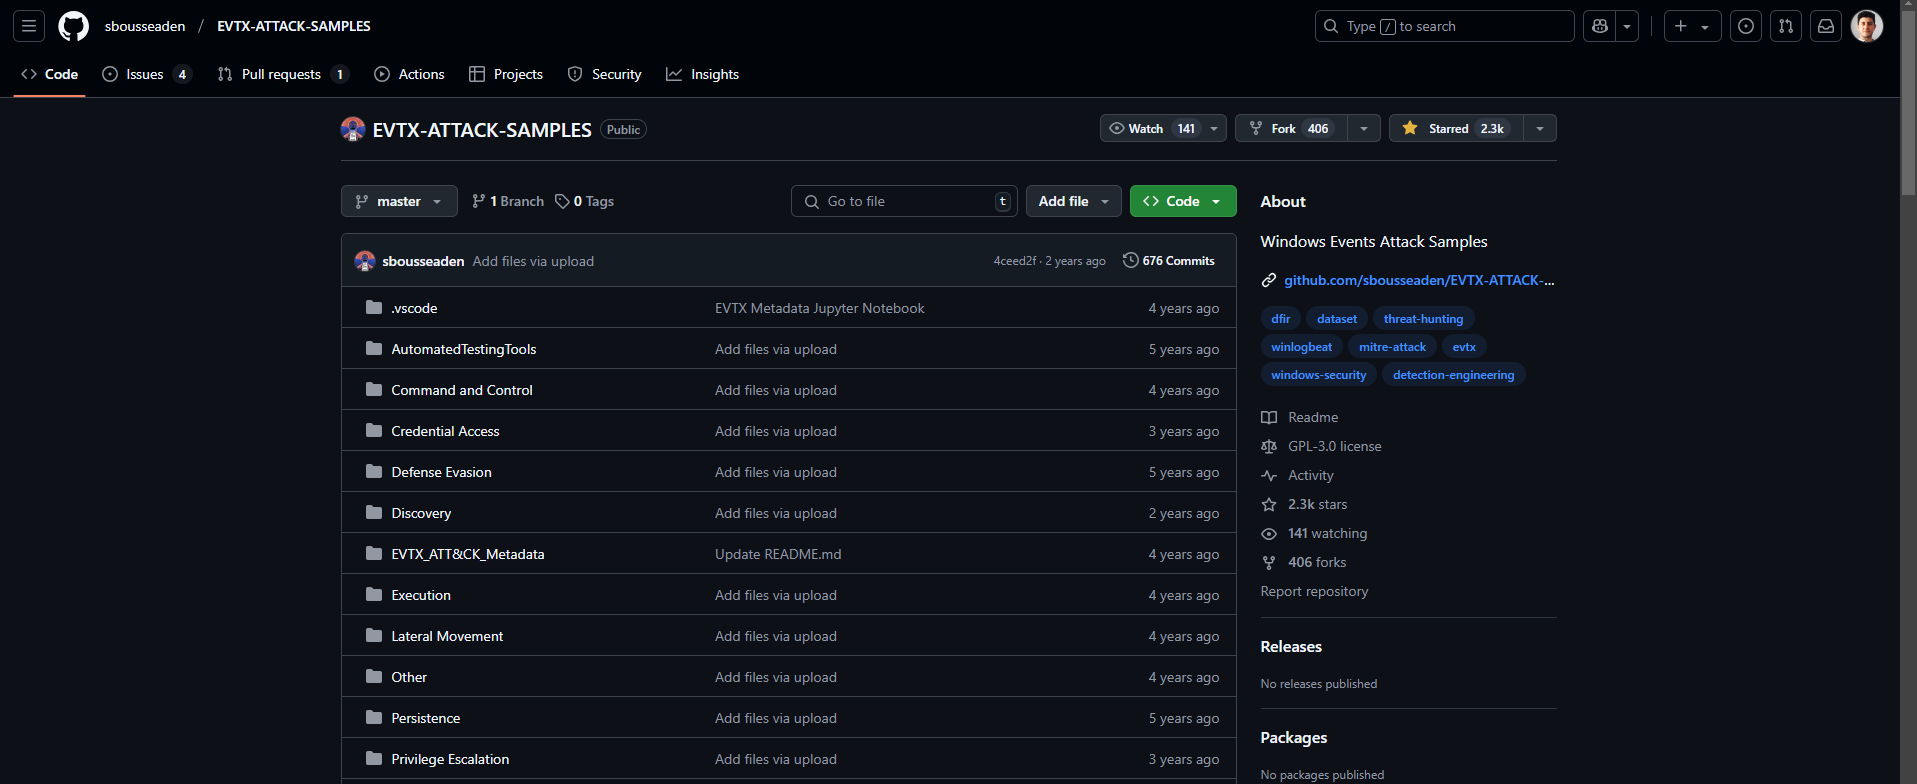 sbousseaden / EVTX-ATTACK-SAMPLES
Type / to search
Code
Issues 4
Pull requests 1
Actions
Projects
Security
Insights
EVTX-ATTACK-SAMPLES Public
Watch 141
Fork 406
Starred 2.3k
master
1 Branch
0 Tags
Go to file t
Add file
Code
sbousseaden Add files via upload 4ceed2f · 2 years ago 676 Commits
.vscode EVTX Metadata Jupyter Notebook 4 years ago
AutomatedTestingTools Add files via upload 5 years ago
Command and Control Add files via upload 4 years ago
Credential Access Add files via upload 3 years ago
Defense Evasion Add files via upload 5 years ago
Discovery Add files via upload 2 years ago
EVTX_ATT&CK_Metadata Update README.md 4 years ago
Execution Add files via upload 4 years ago
Lateral Movement Add files via upload 4 years ago
Other Add files via upload 4 years ago
Persistence Add files via upload 5 years ago
Privilege Escalation Add files via upload 3 years ago
About
Windows Events Attack Samples
github.com/sbousseaden/EVTX-ATTACK-...
dfir dataset threat-hunting
winlogbeat mitre-attack evtx
windows-security detection-engineering
Readme
GPL-3.0 license
Activity
2.3k stars
141 watching
406 forks
Report repository
Releases
No releases published
Packages
No packages published